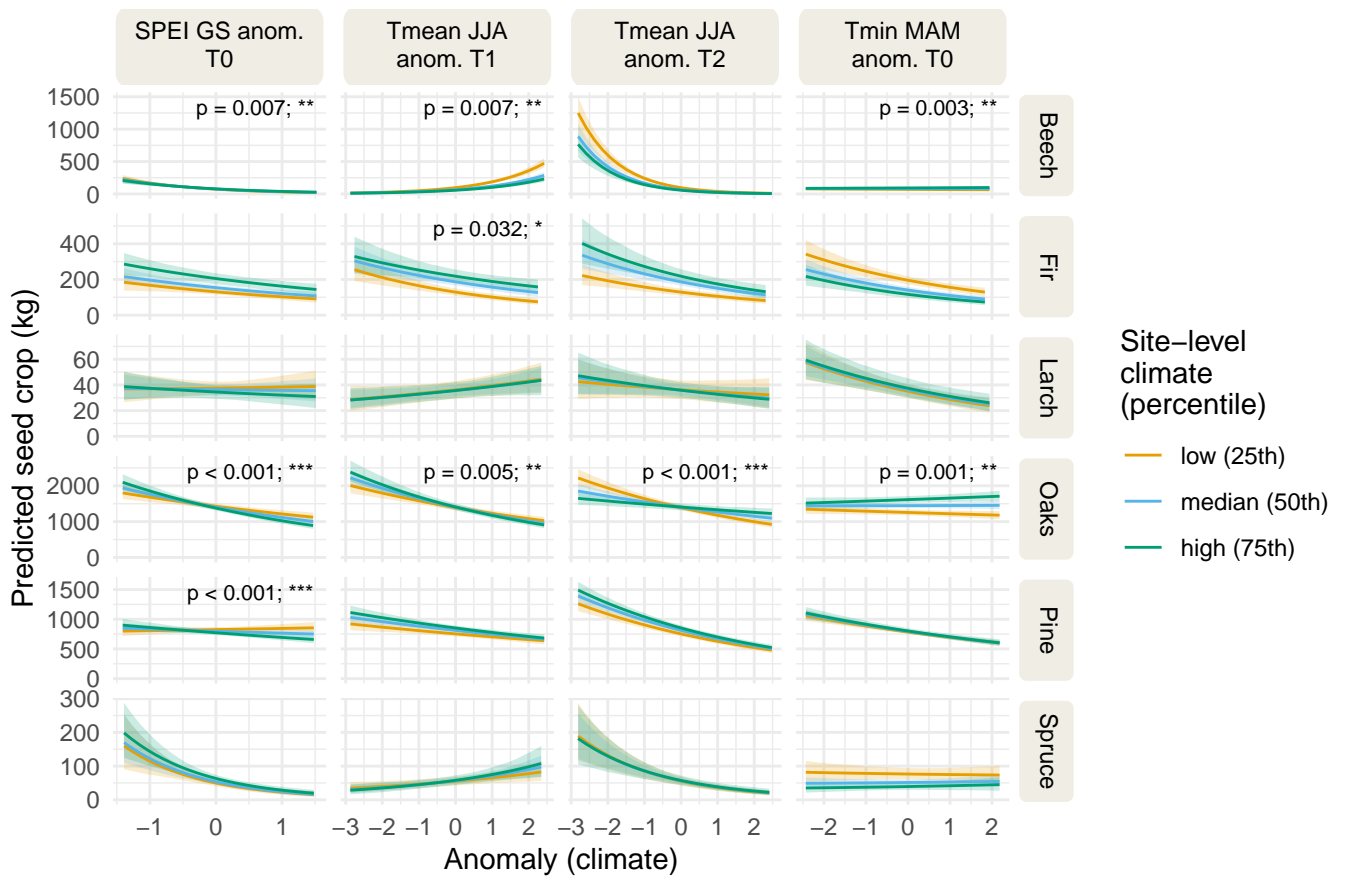 SPEI GS anom.
T0
Tmean JJA
anom. T1
Tmean JJA
anom. T2
Tmin MAM
anom. T0
Predicted seed crop (kg)
1500
1000
500
0
p = 0.007; **
p = 0.007; **
p = 0.003; **
Beech
400
200
0
p = 0.032; *
Fir
60
40
20
0
Larch
2000
1000
0
p < 0.001; ***
p = 0.005; **
p < 0.001; ***
p = 0.001; **
Oaks
1500
1000
500
0
p < 0.001; ***
Pine
300
200
100
0
Spruce
−1 0 1
−3 −2 −1 0 1 2
−3 −2 −1 0 1 2
−2 −1 0 1 2
Anomaly (climate)
Site−level
climate
(percentile)
low (25th)
median (50th)
high (75th)